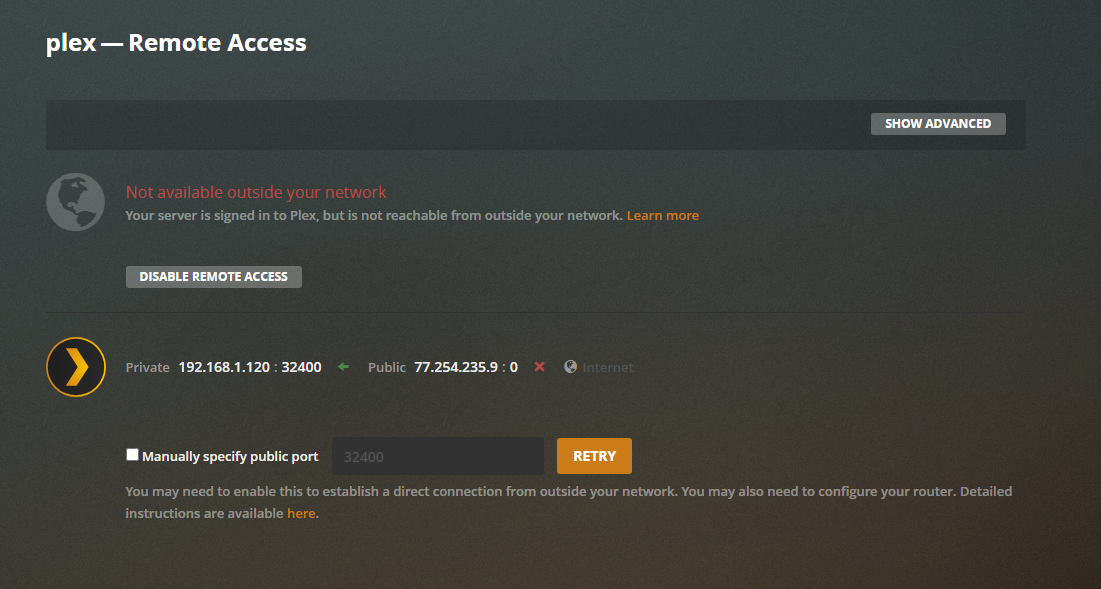 plex — Remote Access
SHOW ADVANCED
Not available outside your network
Your server is signed in to Plex, but is not reachable from outside your network. Learn more
DISABLE REMOTE ACCESS
Private 192.168.1.120 : 32400 Public 77.254.235.9 : 0 Internet
Manually specify public port 32400 RETRY
You may need to enable this to establish a direct connection from outside your network. You may also need to configure your router. Detailed
instructions are available here.